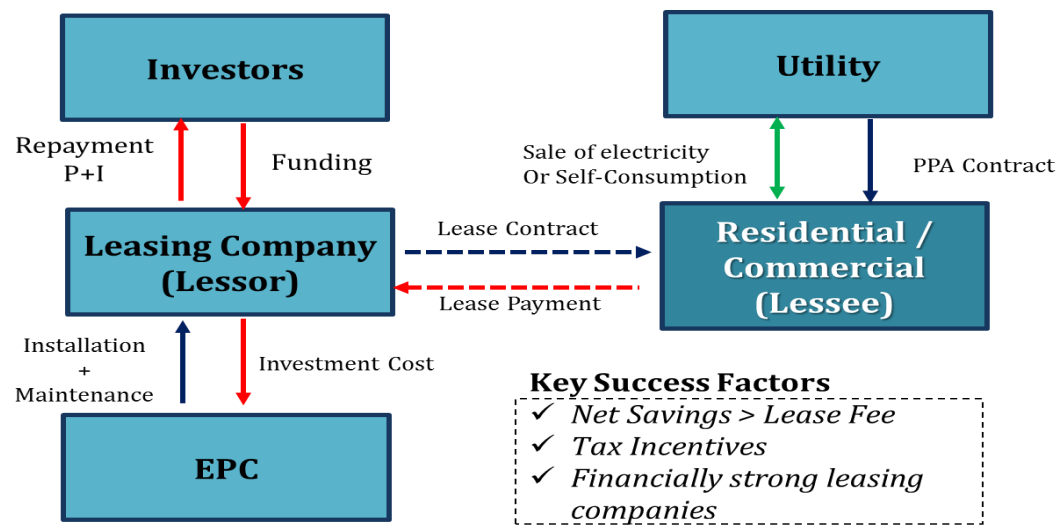 Investors
Utility
Repayment
P+I
Funding
Sale of electricity
Or Self-Consumption
PPA Contract
Leasing Company
(Lessor)
Lease Contract
Lease Payment
Residential /
Commercial
(Lessee)
Installation
+
Maintenance
Investment Cost
EPC
Key Success Factors
✓ Net Savings > Lease Fee
✓ Tax Incentives
✓ Financially strong leasing
companies